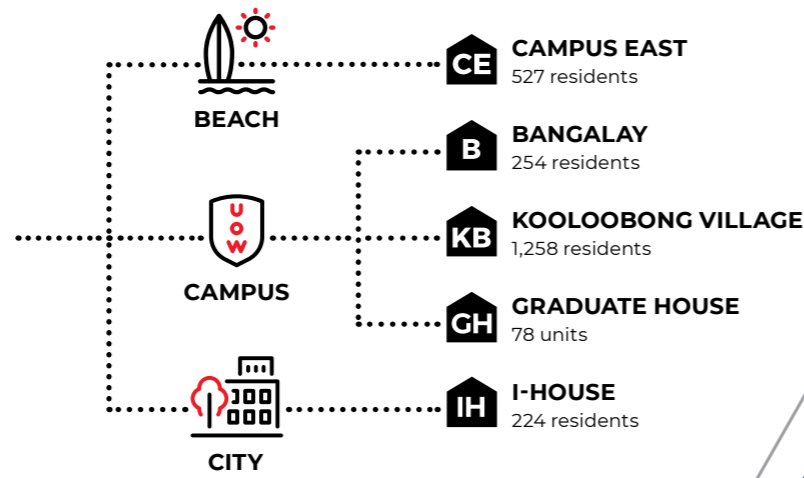 CE
CAMPUS EAST
527 residents
BEACH
B
BANGALAY
254 residents
UOW
CAMPUS
KB
KOOLOOBONG VILLAGE
1,258 residents
GH
GRADUATE HOUSE
78 units
IH
I-HOUSE
224 residents
CITY